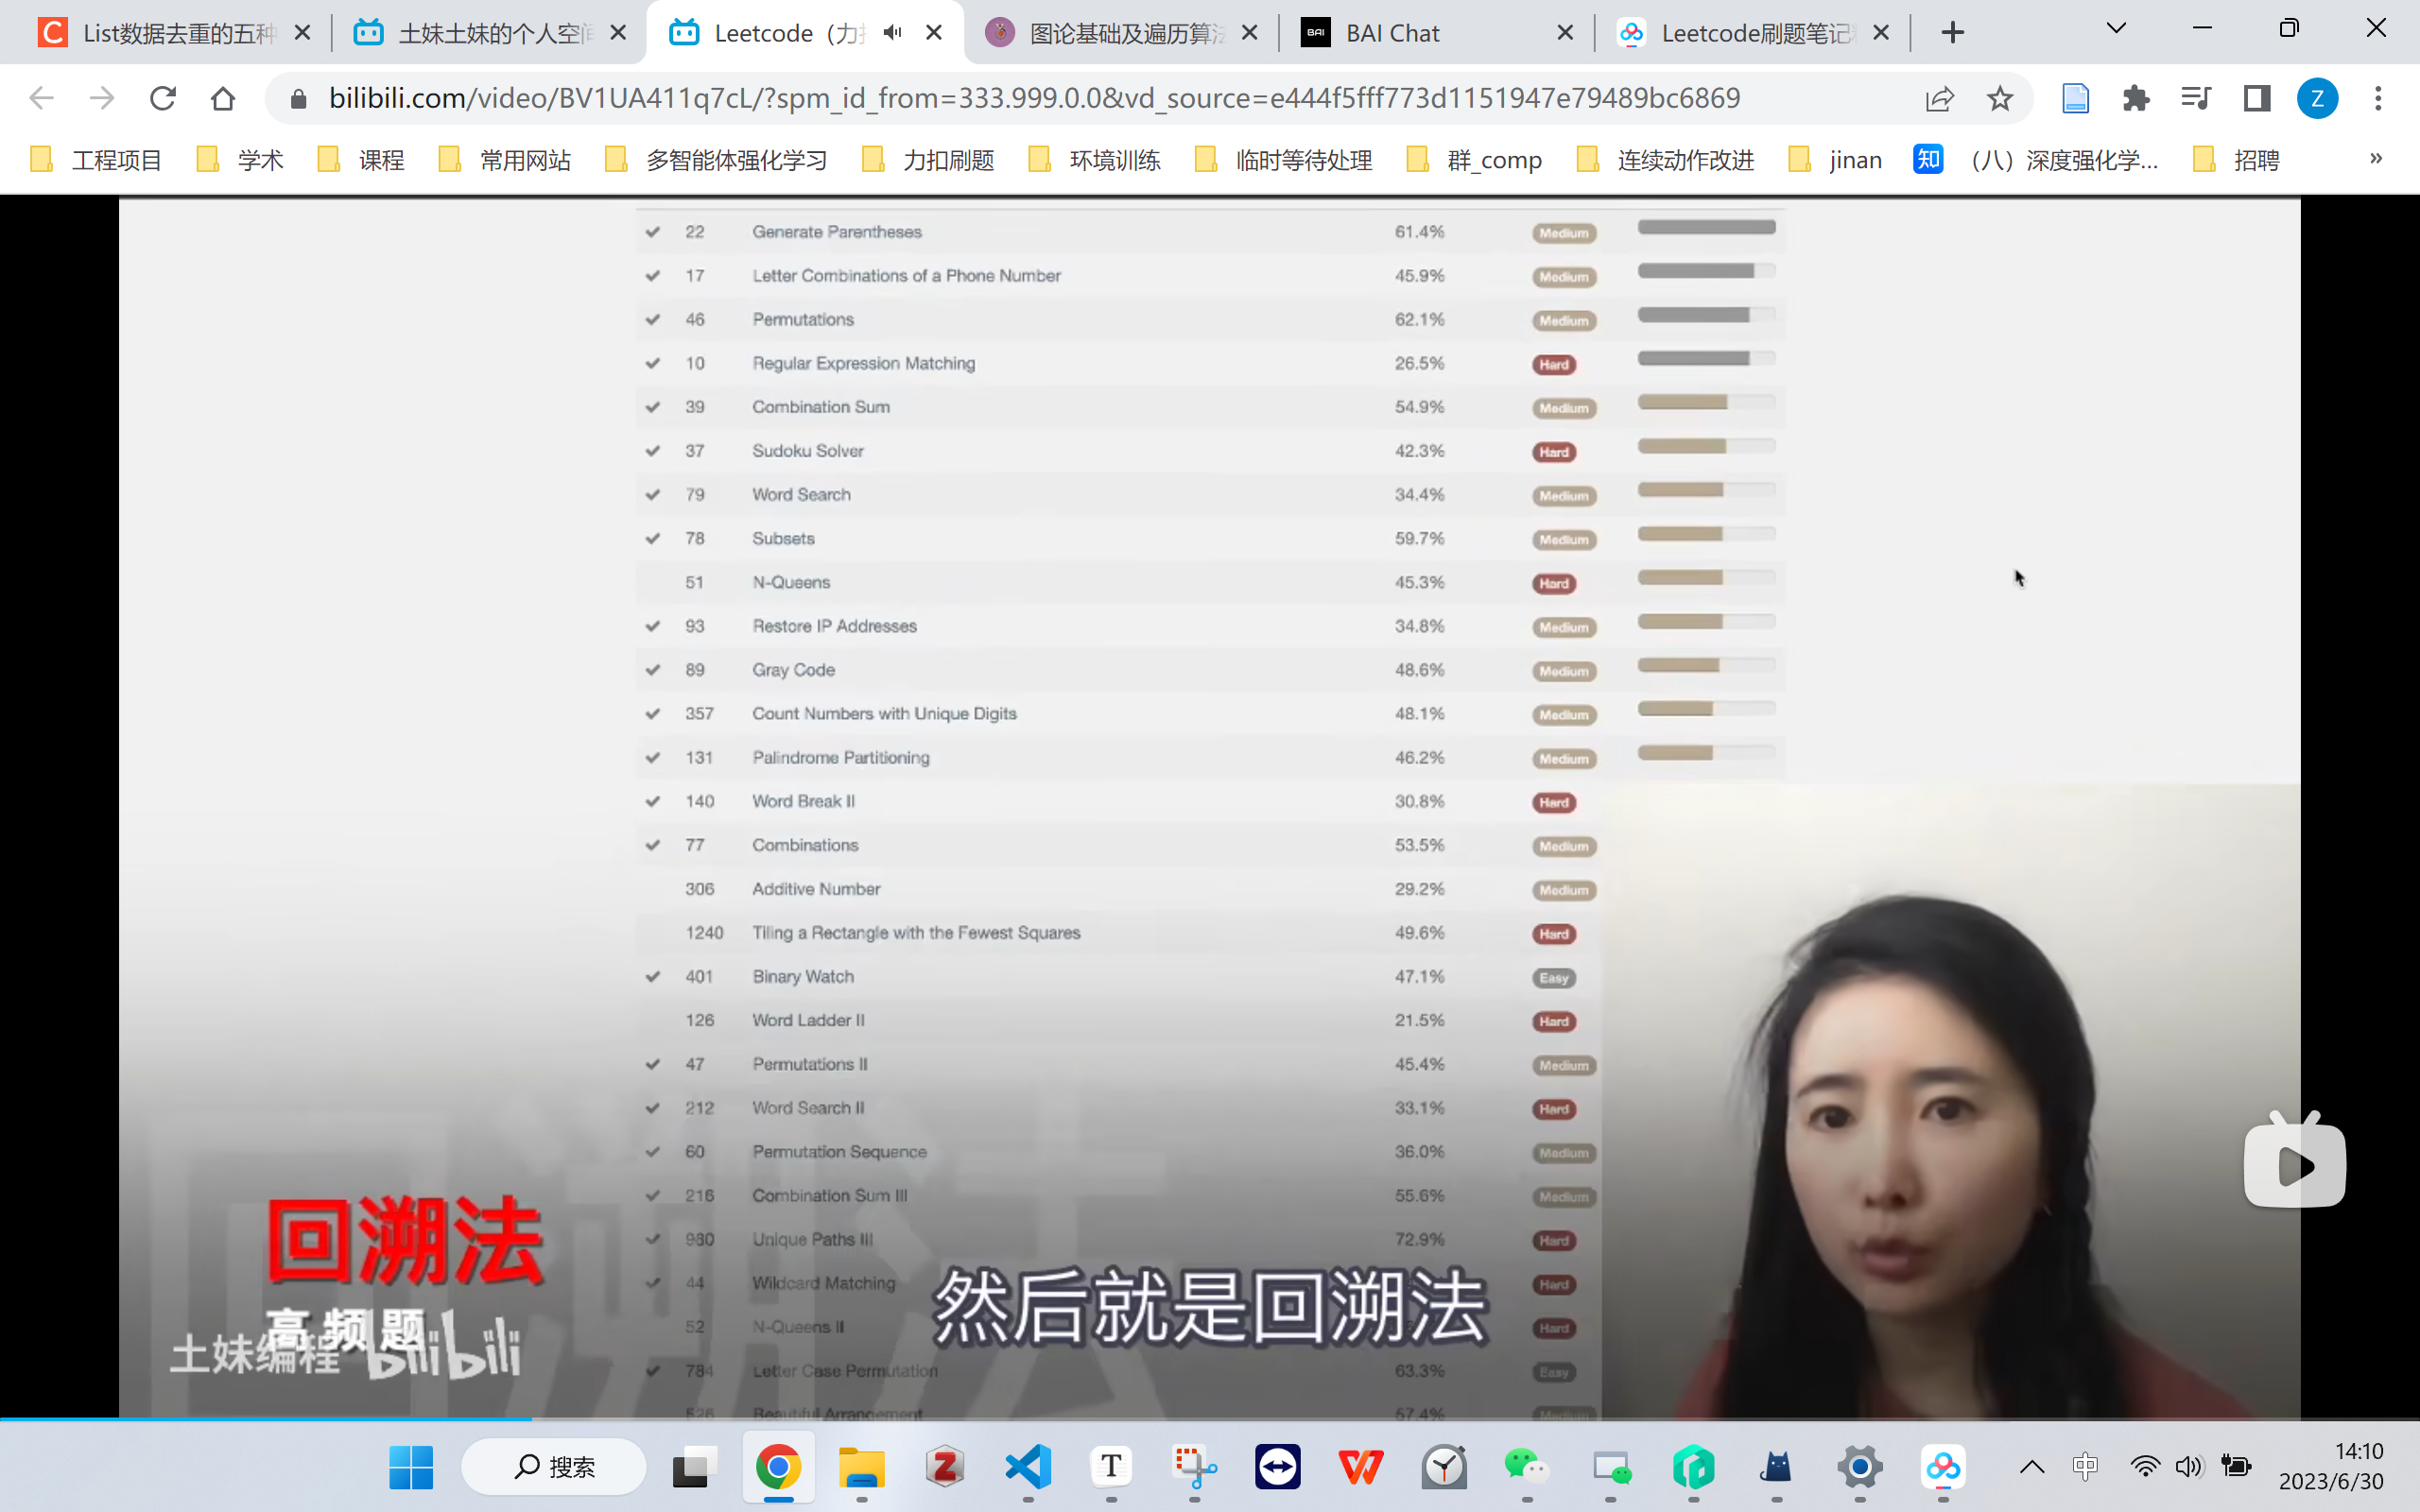 List数据去重的五种
土妹土妹的个人空间
Leetcode（力扣
图论基础及遍历算法
BAI Chat
Leetcode刷题笔记
bilibili.com/video/BV1UA411q7cL/?spm_id_from=333.999.0.0&vd_source=e444f5fff773d1151947e79489bc6869
Z
工程项目 学术 课程 常用网站 多智能体强化学习 力扣刷题 环境训练 临时等待处理 群_comp 连续动作改进 jinan 知 （八）深度强化学... 招聘 »
22 Generate Parentheses 61.4% Medium
17 Letter Combinations of a Phone Number 45.9% Medium
46 Permutations 62.1% Medium
10 Regular Expression Matching 26.5% Hard
39 Combination Sum 54.9% Medium
37 Sudoku Solver 42.3% Hard
79 Word Search 34.4% Medium
78 Subsets 59.7% Medium
51 N-Queens 45.3% Hard
93 Restore IP Addresses 34.8% Medium
89 Gray Code 48.6% Medium
357 Count Numbers with Unique Digits 48.1% Medium
131 Palindrome Partitioning 46.2% Medium
140 Word Break II 30.8% Hard
77 Combinations 53.5% Medium
306 Additive Number 29.2% Medium
1240 Tiling a Rectangle with the Fewest Squares 49.6% Hard
401 Binary Watch 47.1% Easy
126 Word Ladder II 21.5% Hard
47 Permutations II 45.4% Medium
212 Word Search II 33.1% Hard
60 Permutation Sequence 36.0% Medium
216 Combination Sum III 55.6% Medium
980 Unique Paths III 72.9% Hard
44 Wildcard Matching Hard
52 N-Queens II Hard
784 Letter Case Permutation 63.3% Easy
526 Beautiful Arrangement 57.4% Medium
回溯法
回溯法
高频题
土妹编程 bilibili
然后就是回溯法
搜索
中
14:10
2023/6/30